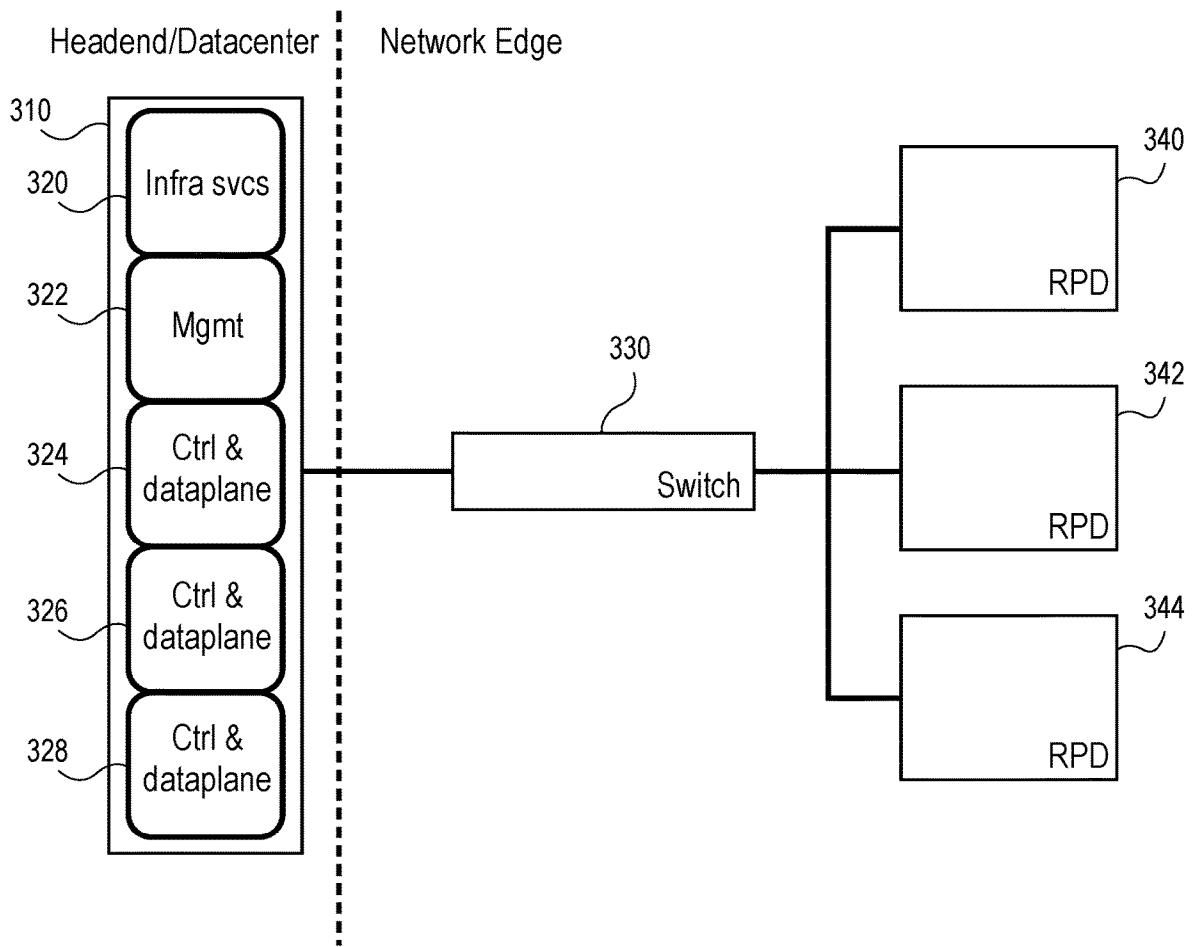 Headend/Datacenter
Network Edge
310
320
Infra svcs
322
Mgmt
324
Ctrl &
dataplane
326
Ctrl &
dataplane
328
Ctrl &
dataplane
330
Switch
340
RPD
342
RPD
344
RPD